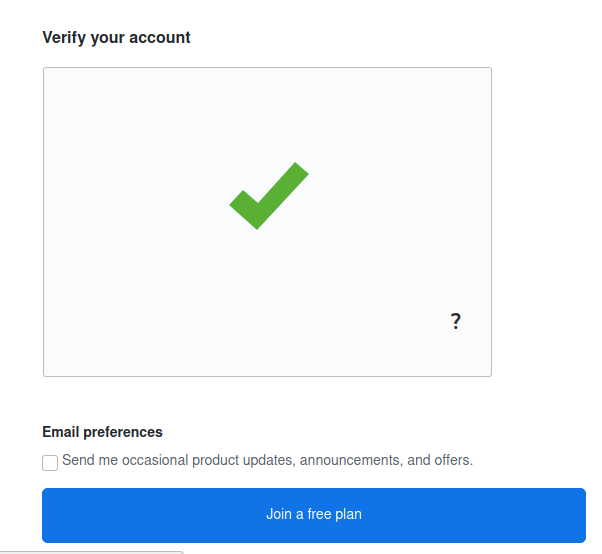 Verify your account
?
Email preferences
Send me occasional product updates, announcements, and offers.
Join a free plan